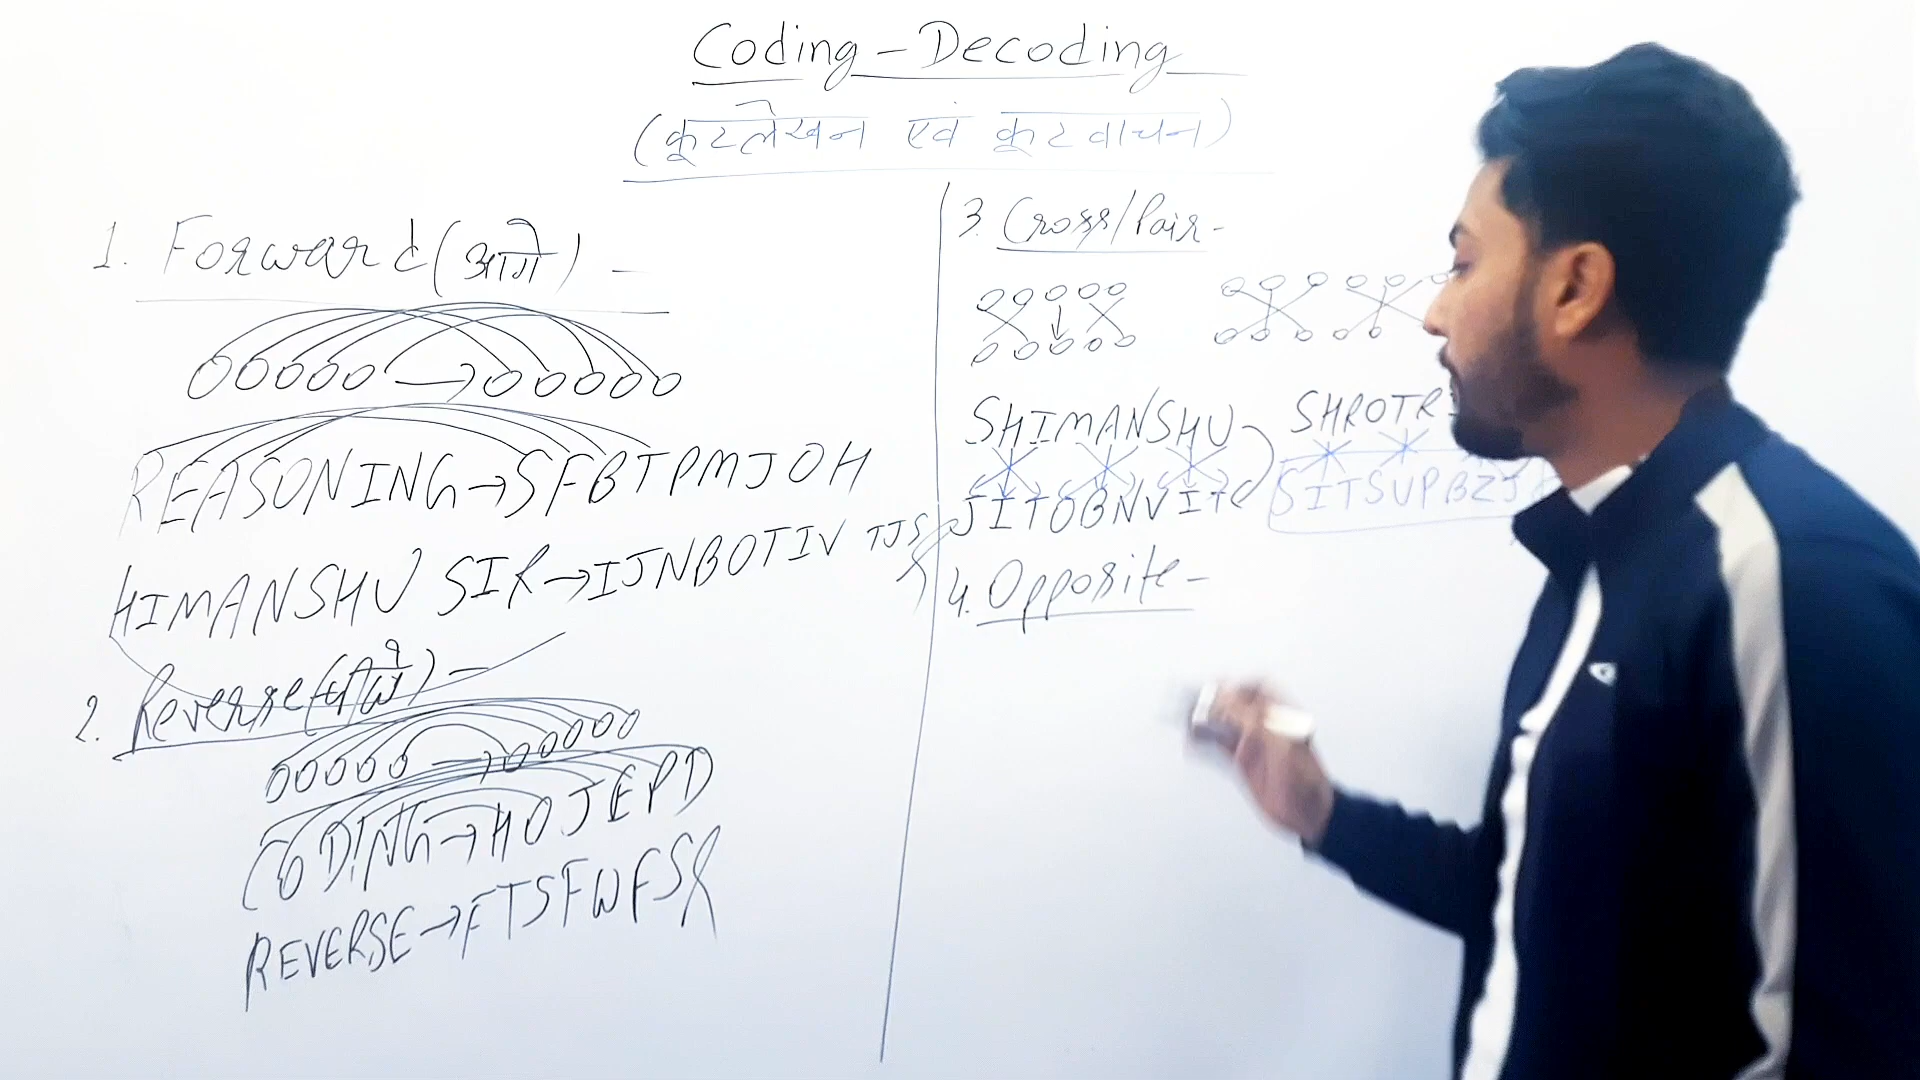 Coding - Decoding
(कूटलेखन एवं कूटवाचन)
1. Forward (आगे) -
REASONING → SFBTPMJOH
HIMANSHU SIR → IJNBOTIV TJS
2. Reverse (पीछे) -
CODING → HOJEPD
REVERSE → FTSFWFS
3. Cross/Pair -
SHIMANSHU
JITOBNVIT
SHROTR
SITSUPBZJ
4. Opposite -